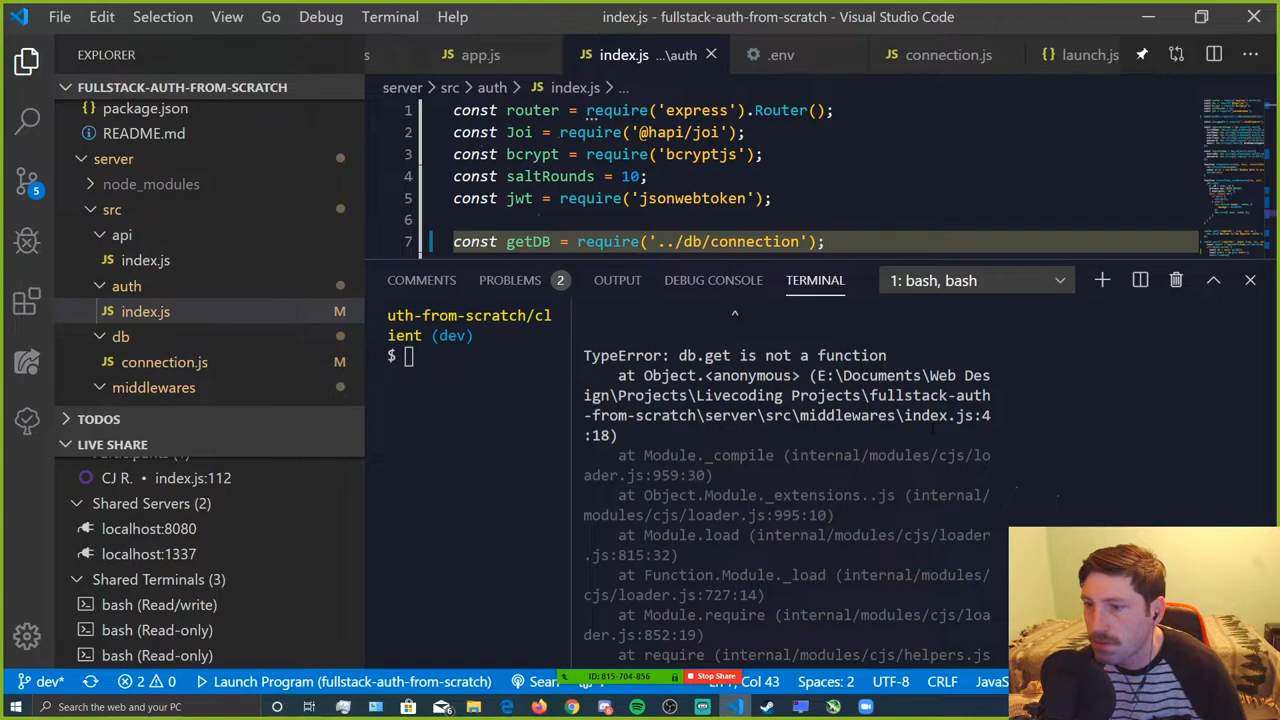 File Edit Selection View Go Debug Terminal Help index.js - fullstack-auth-from-scratch - Visual Studio Code
EXPLORER
s app.js index.js ...\auth .env connection.js launch.js
FULLSTACK-AUTH-FROM-SCRATCH
package.json
README.md
server
node_modules
src
api
index.js
auth
index.js M
db
connection.js M
middlewares
TODOS
LIVE SHARE
CJ R. • index.js:112
Shared Servers (2)
localhost:8080
localhost:1337
Shared Terminals (3)
bash (Read/write)
bash (Read-only)
bash (Read-only)
5
server > src > auth > index.js > ...
1 const router = require('express').Router();
2 const Joi = require('@hapi/joi');
3 const bcrypt = require('bcryptjs');
4 const saltRounds = 10;
5 const jwt = require('jsonwebtoken');
6
7 const getDB = require('../db/connection');
COMMENTS PROBLEMS 2 OUTPUT DEBUG CONSOLE TERMINAL 1: bash, bash
uth-from-scratch/cl
ient (dev)
$
^
TypeError: db.get is not a function
at Object.<anonymous> (E:\Documents\Web Des
ign\Projects\Livecoding Projects\fullstack-auth
-from-scratch\server\src\middlewares\index.js:4
:18)
at Module._compile (internal/modules/cjs/lo
ader.js:959:30)
at Object.Module._extensions..js (internal/
modules/cjs/loader.js:995:10)
at Module.load (internal/modules/cjs/loader
.js:815:32)
at Function.Module._load (internal/modules/
cjs/loader.js:727:14)
at Module.require (internal/modules/cjs/loa
der.js:852:19)
at require (internal/modules/cjs/helpers.js
dev* 2 0 Launch Program (fullstack-auth-from-scratch) ID: 815-704-856 Stop Share Col 43 Spaces: 2 UTF-8 CRLF
Search the web and your PC